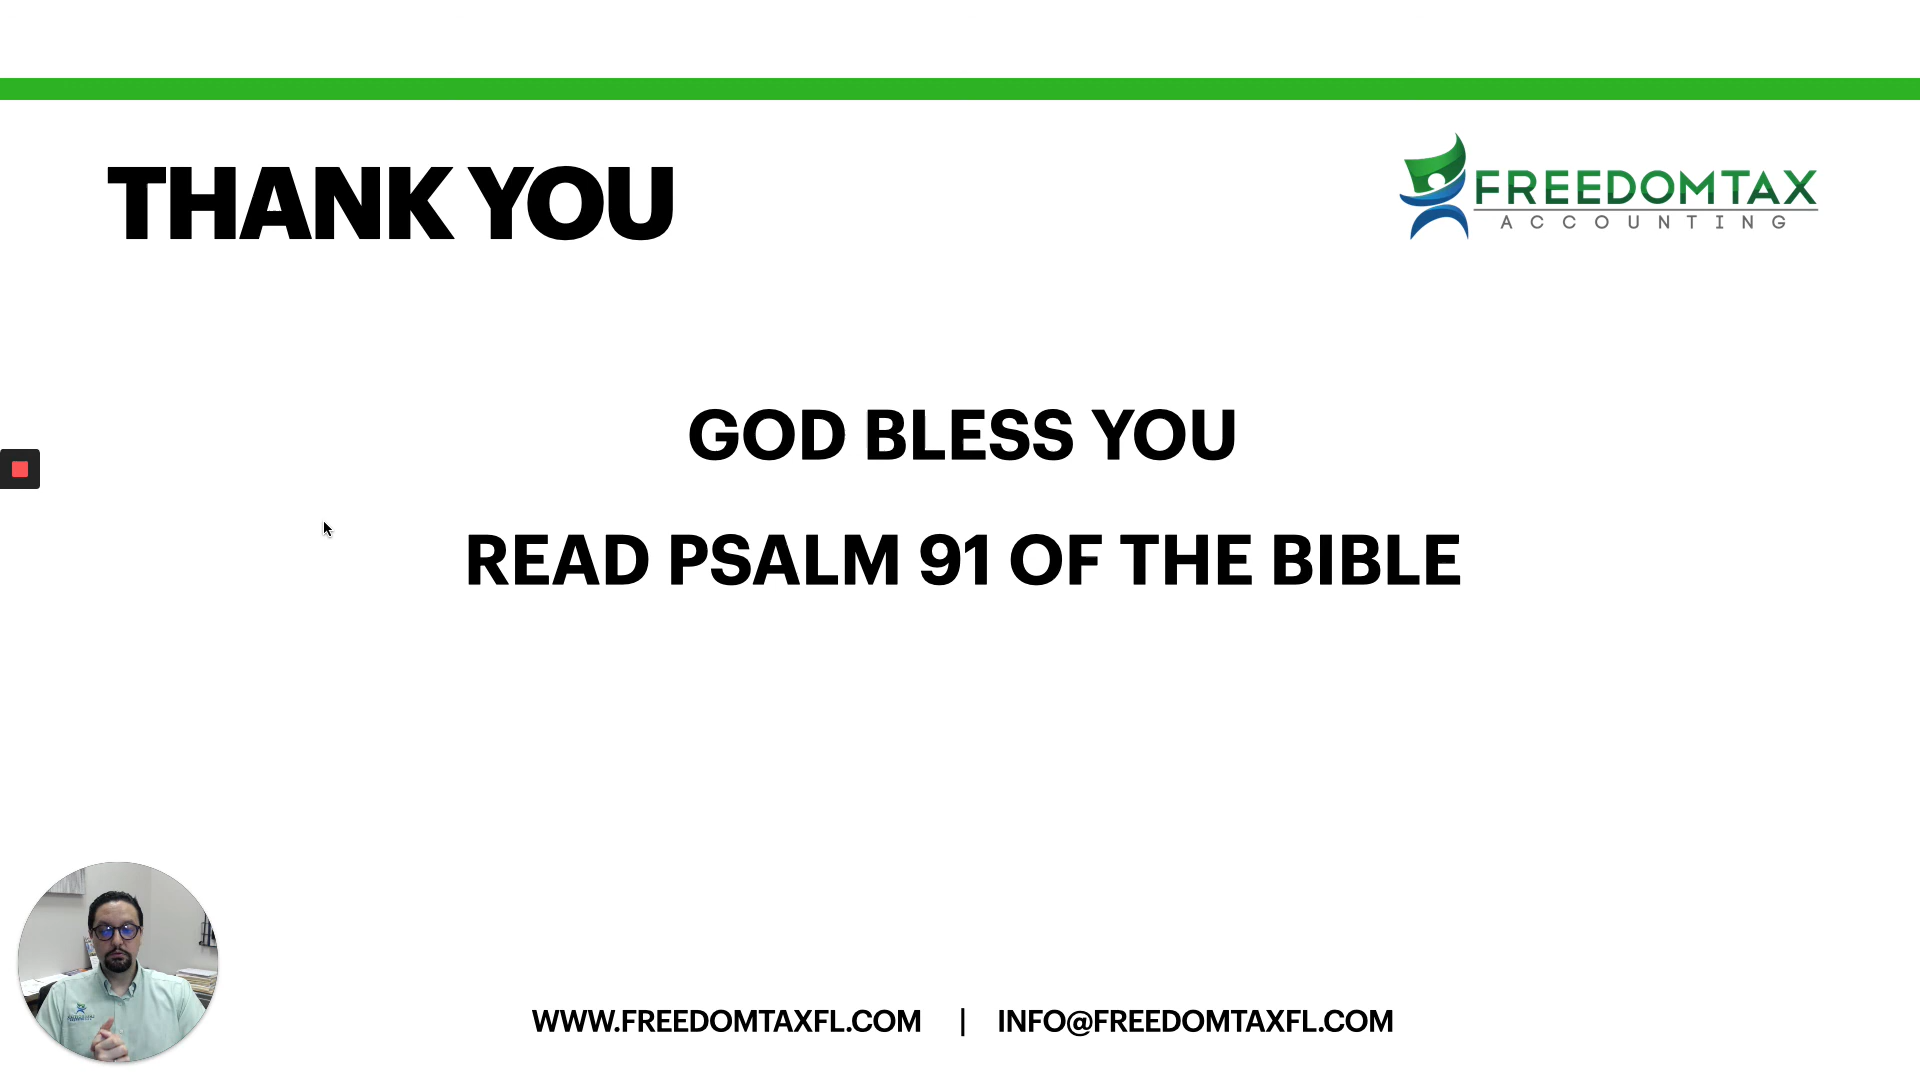 THANK YOU
FREEDOMTAX
ACCOUNTING
GOD BLESS YOU
READ PSALM 91 OF THE BIBLE
WWW.FREEDOMTAXFL.COM | INFO@FREEDOMTAXFL.COM